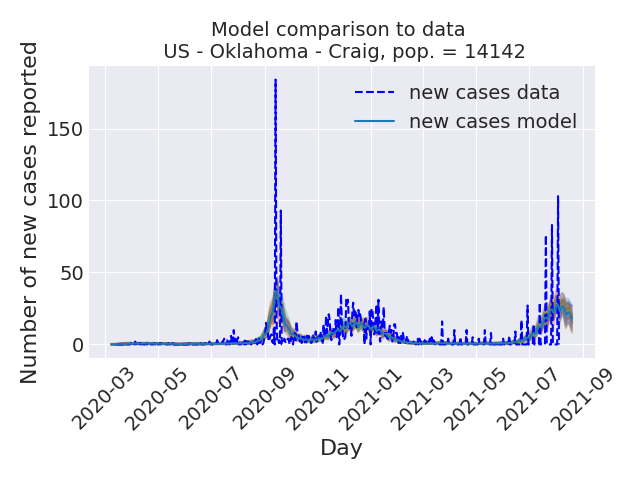 Model comparison to data
US - Oklahoma - Craig, pop. = 14142
new cases data
new cases model
Number of new cases reported
150
100
50
0
2020-03
2020-05
2020-07
2020-09
2020-11
2021-01
2021-03
2021-05
2021-07
2021-09
Day